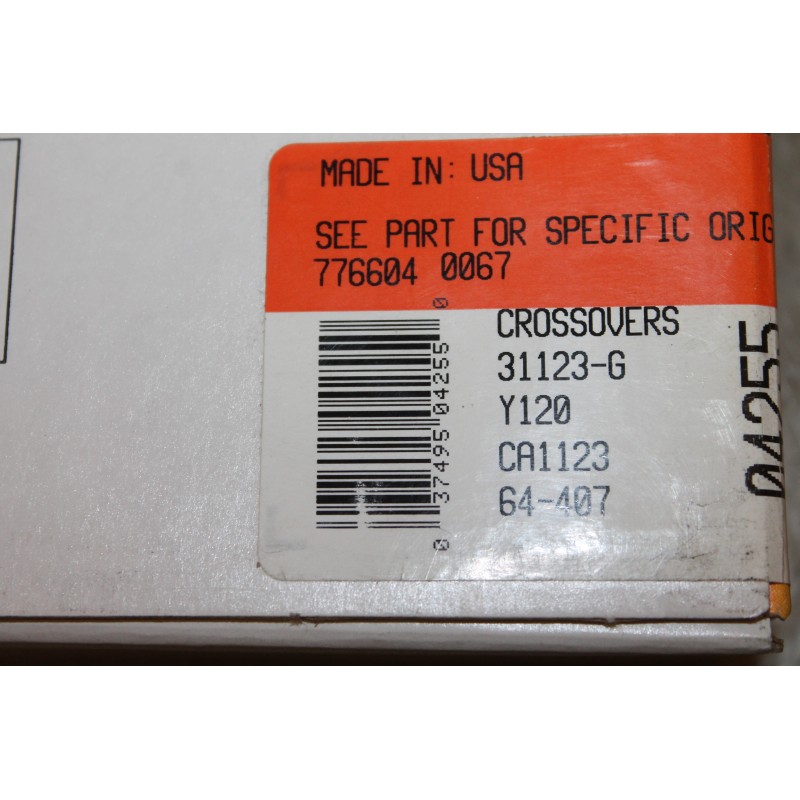 MADE IN: USA
SEE PART FOR SPECIFIC ORIG
776604 0067
CROSSOVERS
31123-G
Y120
CA1123
64-407
0 37495 04255 0
04255